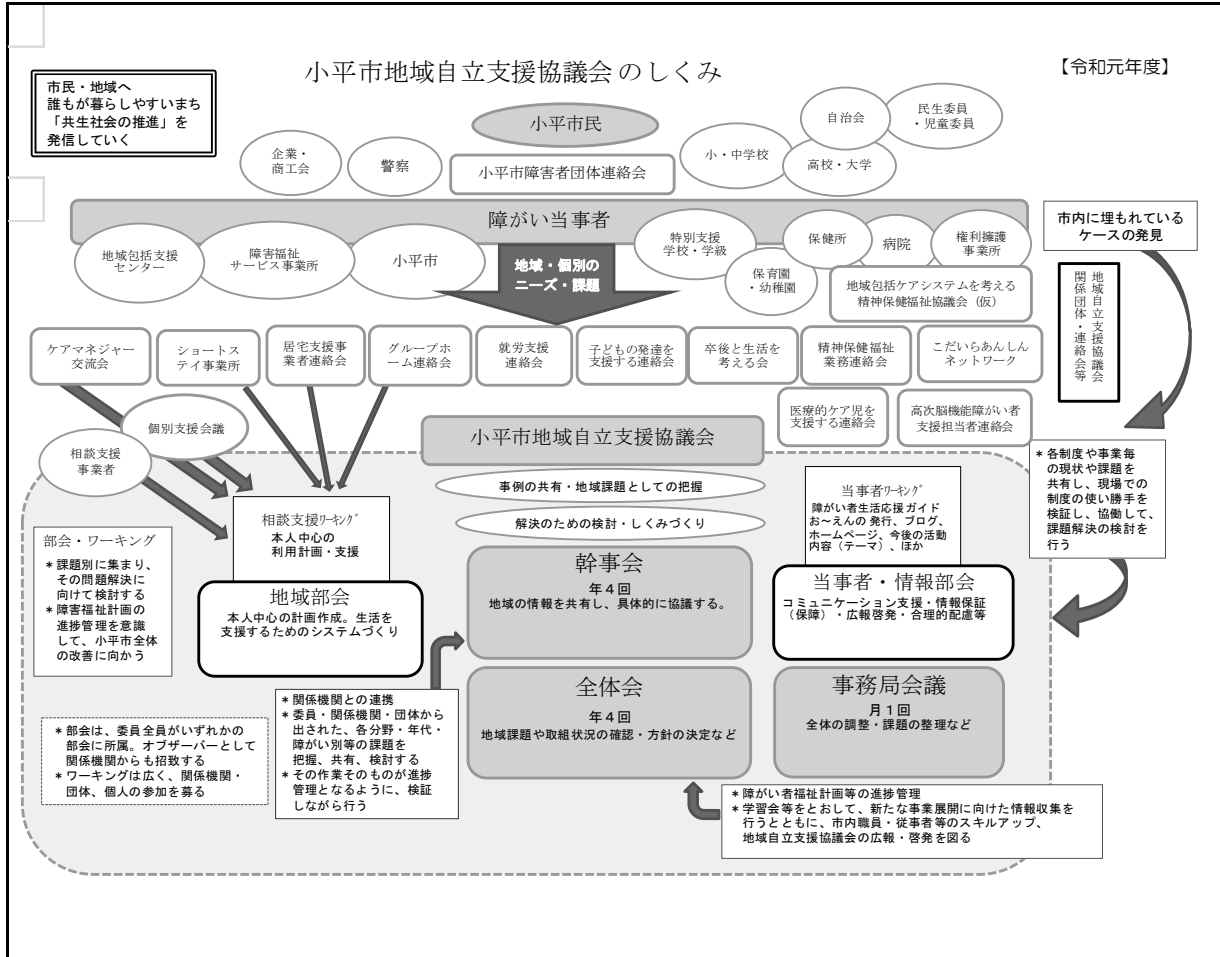 小平市地域自立支援協議会のしくみ
【令和元年度】
市民・地域へ
誰もが暮らしやすいまち
「共生社会の推進」を
発信していく
小平市民
自治会
民生委員
・児童委員
企業・
商工会
警察
小平市障害者団体連絡会
小・中学校
高校・大学
障がい当事者
市内に埋もれている
ケースの発見
地域包括支援
センター
障害福祉
サービス事業所
小平市
地域・個別の
ニーズ・課題
特別支援
学校・学級
保育園
・幼稚園
保健所
病院
権利擁護
事業所
地域包括ケアシステムを考える
精神保健福祉協議会（仮）
地域自立支援協議会
関係団体・連絡会等
ケアマネジャー
交流会
ショートス
テイ事業所
居宅支援事
業者連絡会
グループホ
ーム連絡会
就労支援
連絡会
子どもの発達を
支援する連絡会
卒後と生活を
考える会
精神保健福祉
業務連絡会
こだいらあんしん
ネットワーク
医療的ケア児を
支援する連絡会
高次脳機能障がい者
支援担当者連絡会
個別支援会議
相談支援
事業者
小平市地域自立支援協議会
事例の共有・地域課題としての把握
解決のための検討・しくみづくり
＊各制度や事業毎
の現状や課題を
共有し、現場での
制度の使い勝手を
検証し、協働して、
課題解決の検討を
行う
部会・ワーキング
＊課題別に集まり、
その問題解決に
向けて検討する
＊障害福祉計画の
進捗管理を意識
して、小平市全体
の改善に向かう
相談支援ﾜｰｷﾝｸﾞ
本人中心の
利用計画・支援
地域部会
本人中心の計画作成。生活を
支援するためのシステムづくり
幹事会
年４回
地域の情報を共有し、具体的に協議する。
当事者ﾜｰｷﾝｸﾞ
障がい者生活応援ガイド
お～えんの 発行、ブログ、
ホームページ、今後の活動
内容（テーマ）、ほか
当事者・情報部会
コミュニケーション支援・情報保証
（保障）・広報啓発・合理的配慮等
全体会
年４回
地域課題や取組状況の確認・方針の決定など
事務局会議
月１回
全体の調整・課題の整理など
＊部会は、委員全員がいずれかの
部会に所属。オブザーバーとして
関係機関からも招致する
＊ワーキングは広く、関係機関・
団体、個人の参加を募る
＊関係機関との連携
＊委員・関係機関・団体から
出された、各分野・年代・
障がい別等の課題を
把握、共有、検討する
＊その作業そのものが進捗
管理となるように、検証
しながら行う
＊障がい者福祉計画等の進捗管理
＊学習会等をとおして、新たな事業展開に向けた情報収集を
行うとともに、市内職員・従事者等のスキルアップ、
地域自立支援協議会の広報・啓発を図る